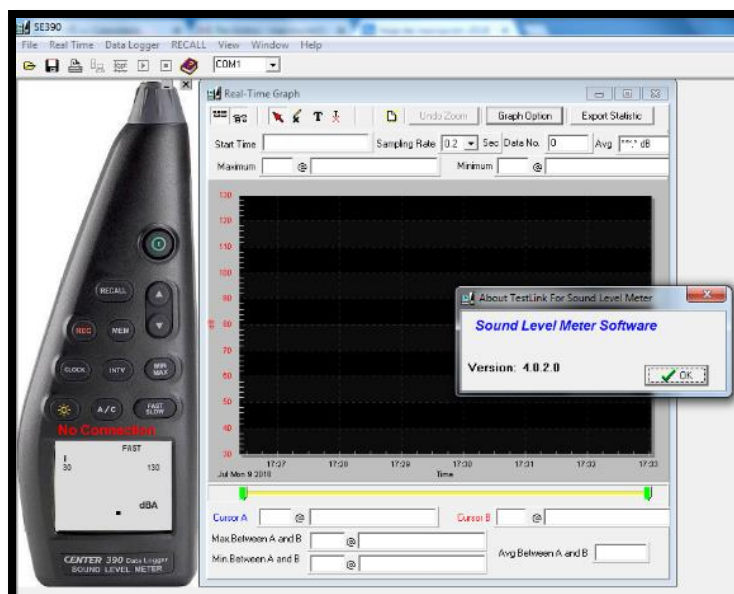 SE390
File Real Time Data Logger RECALL View Window Help
COM1
Real-Time Graph
T
Undo Zoom Graph Option Export Statistic
Start Time Sampling Rate 0.2 Sec Data No. 0 Avg ***.* dB
Maximum @ Minimum @
130
120
110
100
90
dB 80
70
60
50
40
30
17:27 17:28 17:29 17:30 17:31 17:32 17:33
Jul Mon 9 2018 Time
Cursor A @ Cursor B @
Max.Between A and B @
Min.Between A and B @
Avg Between A and B
About TestLink For Sound Level Meter
Sound Level Meter Software
Version: 4.0.2.0
OK
RECALL
REC MEM
CLOCK INTV MIN MAX
A/C FAST SLOW
No Connection
FAST
30 130
dBA
CENTER 390 Data Logger
SOUND LEVEL METER